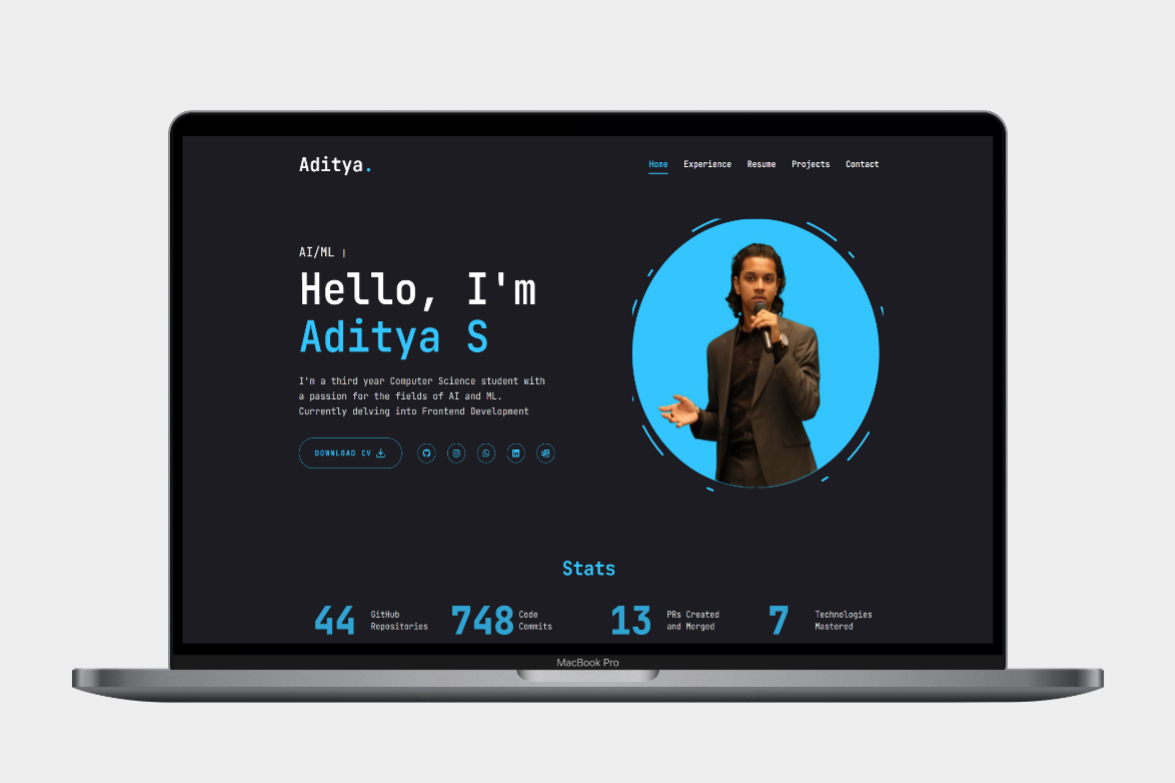 Aditya.
Home Experience Resume Projects Contact
AI/ML |
Hello, I'm
Aditya S
I'm a third year Computer Science student with
a passion for the fields of AI and ML.
Currently delving into Frontend Development
DOWNLOAD CV
Stats
44 GitHub Repositories
748 Code Commits
13 PRs Created and Merged
7 Technologies Mastered
MacBook Pro